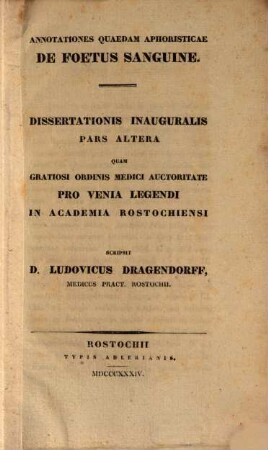 ANNOTATIONES QUAEDAM APHORISTICAE
DE FOETUS SANGUINE.
DISSERTATIONIS INAUGURALIS
PARS ALTERA
QUAM
GRATIOSI ORDINIS MEDICI AUCTORITATE
PRO VENIA LEGENDI
IN ACADEMIA ROSTOCHIENSI
SCRIPSIT
D. LUDOVICUS DRAGENDORFF,
MEDICUS PRACT. ROSTOCHII.
ROSTOCHII
TYPIS ADLERIANIS.
MDCCCXXXIV.